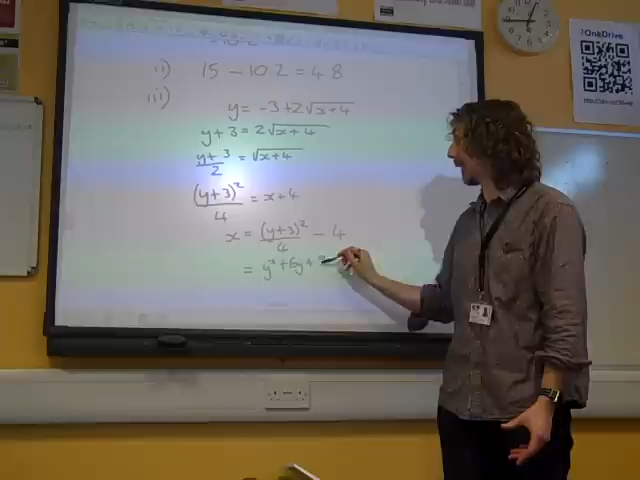 ii) 15 - 10.2 = 4.8
iii) y = -3+2√x+4
y+3 = 2√x+4
y+3/2 = √x+4
(y+3)²/4 = x+4
x = (y+3)²/4 - 4
= y²+6y+
OneDrive